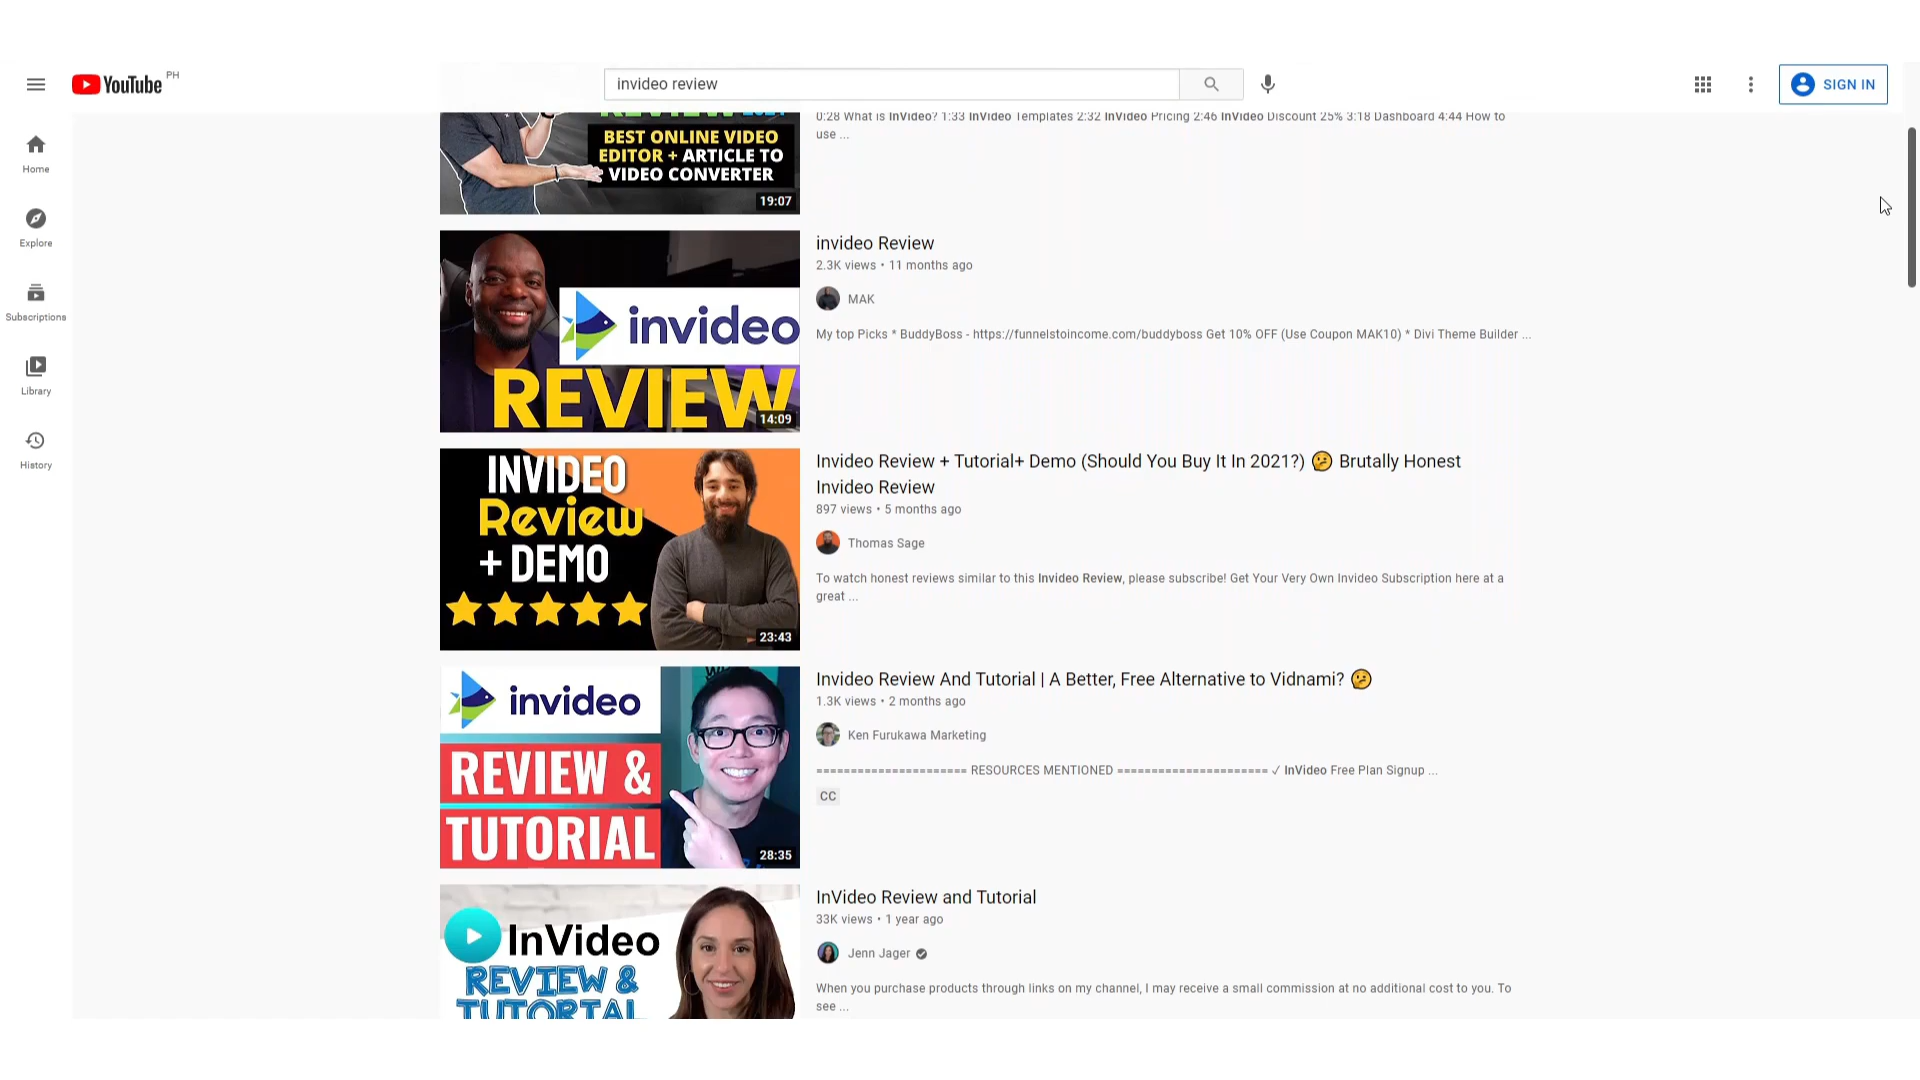 YouTube PH
invideo review
SIGN IN
Home
Explore
Subscriptions
Library
History
BEST ONLINE VIDEO
EDITOR + ARTICLE TO
VIDEO CONVERTER
19:07
0:28 What is InVideo? 1:33 InVideo Templates 2:32 InVideo Pricing 2:46 InVideo Discount 25% 3:18 Dashboard 4:44 How to
use ...
invideo
REVIEW
14:09
invideo Review
2.3K views • 11 months ago
MAK
My top Picks * BuddyBoss - https://funnelstoincome.com/buddyboss Get 10% OFF (Use Coupon MAK10) * Divi Theme Builder ...
INVIDEO
Review
+ DEMO
23:43
Invideo Review + Tutorial+ Demo (Should You Buy It In 2021?) 🤔 Brutally Honest
Invideo Review
897 views • 5 months ago
Thomas Sage
To watch honest reviews similar to this Invideo Review, please subscribe! Get Your Very Own Invideo Subscription here at a
great ...
invideo
REVIEW &
TUTORIAL
28:35
Invideo Review And Tutorial | A Better, Free Alternative to Vidnami? 🤔
1.3K views • 2 months ago
Ken Furukawa Marketing
====================== RESOURCES MENTIONED ====================== ✓ InVideo Free Plan Signup ...
CC
InVideo
REVIEW &
TUTORIAL
InVideo Review and Tutorial
33K views • 1 year ago
Jenn Jager
When you purchase products through links on my channel, I may receive a small commission at no additional cost to you. To
see ...